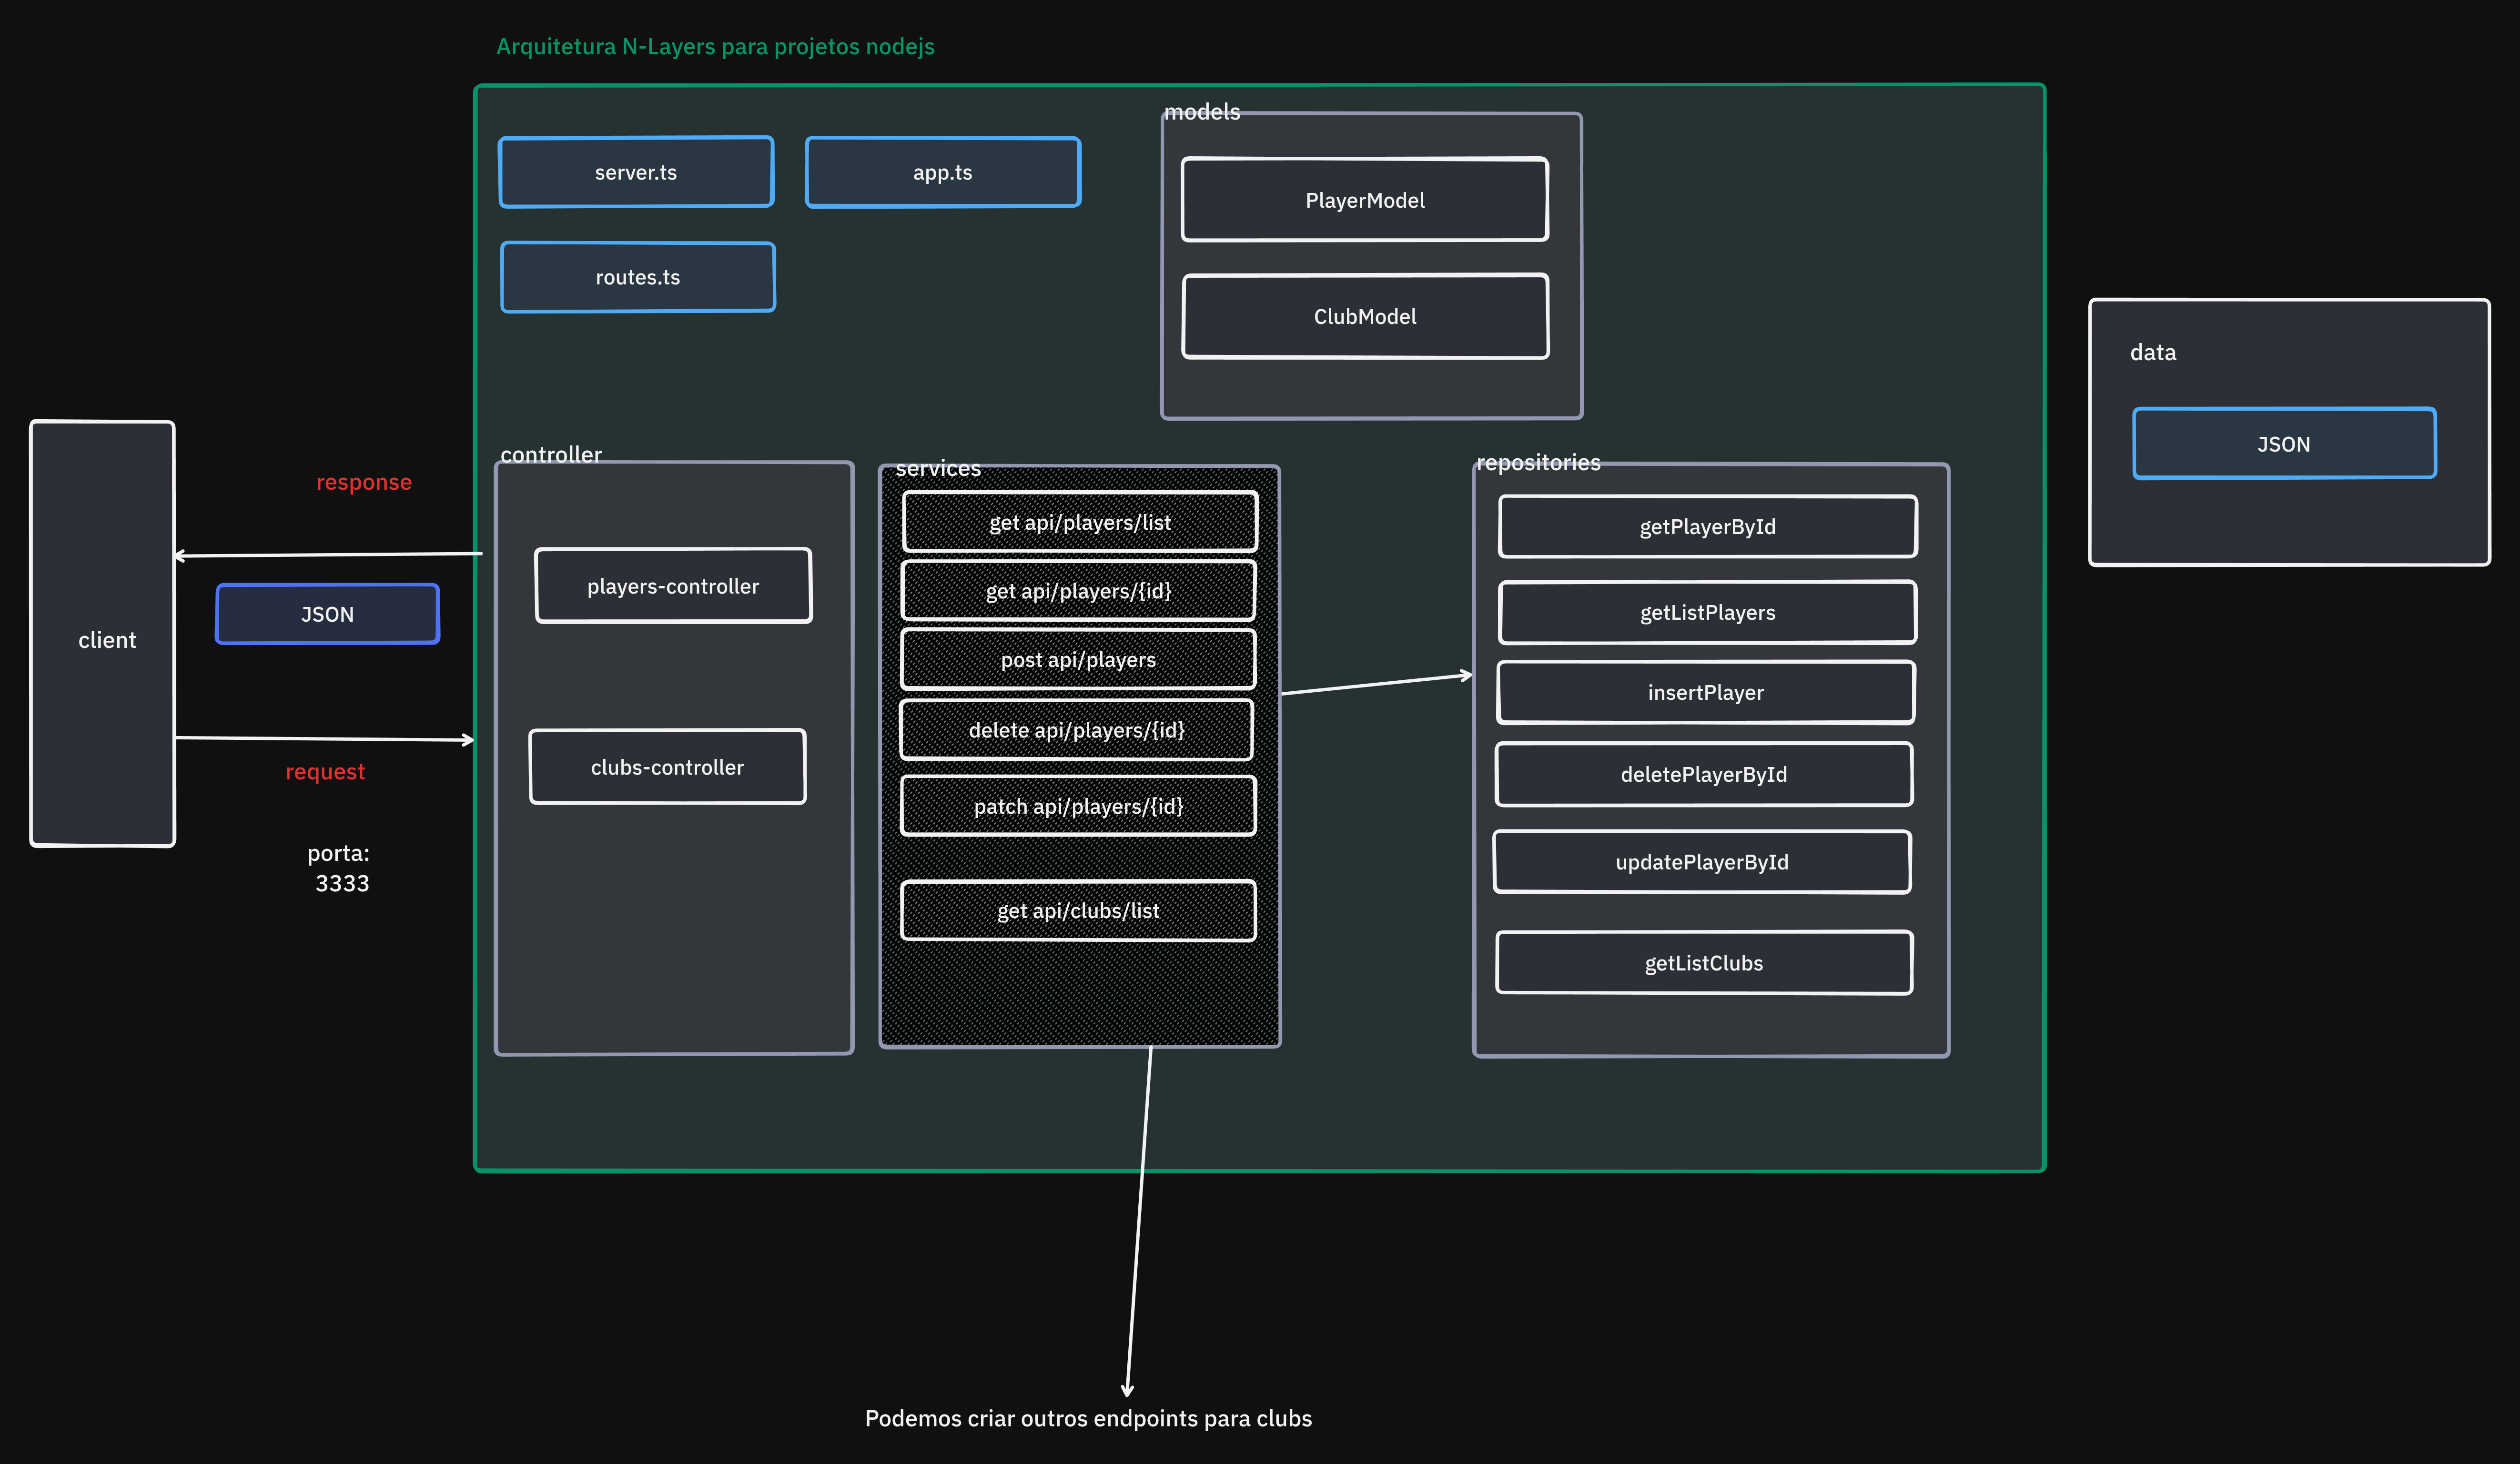 Arquitetura N-Layers para projetos nodejs
server.ts
app.ts
routes.ts
models
PlayerModel
ClubModel
data
JSON
client
response
JSON
request
porta:
3333
controller
players-controller
clubs-controller
services
get api/players/list
get api/players/{id}
post api/players
delete api/players/{id}
patch api/players/{id}
get api/clubs/list
repositories
getPlayerById
getListPlayers
insertPlayer
deletePlayerById
updatePlayerById
getListClubs
Podemos criar outros endpoints para clubs